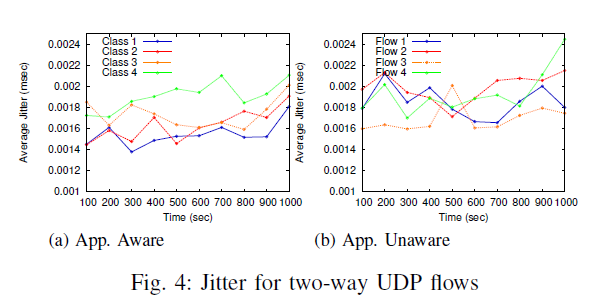 Class 1
Class 2
Class 3
Class 4
0.0024
0.0022
0.002
0.0018
0.0016
0.0014
0.0012
0.001
Average Jitter (msec)
100 200 300 400 500 600 700 800 900 1000
Time (sec)
(a) App. Aware
Flow 1
Flow 2
Flow 3
Flow 4
0.0024
0.0022
0.002
0.0018
0.0016
0.0014
0.0012
0.001
Average Jitter (msec)
100 200 300 400 500 600 700 800 900 1000
Time (sec)
(b) App. Unaware
Fig. 4: Jitter for two-way UDP flows